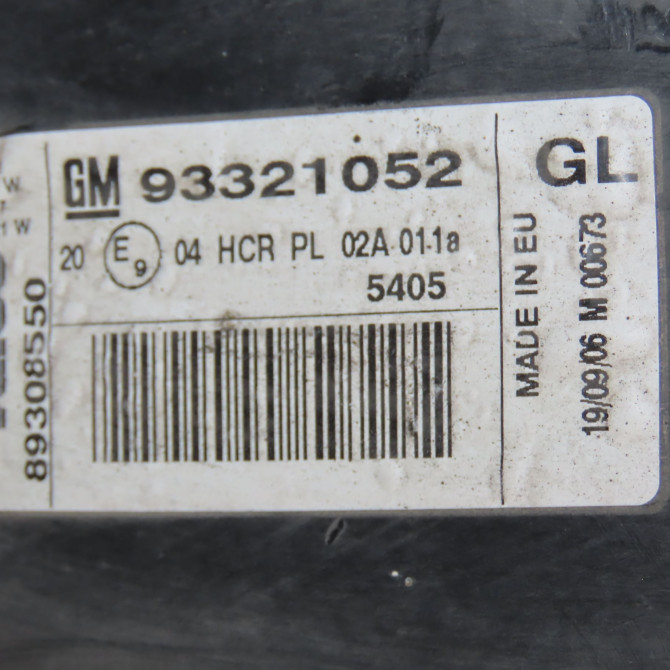 W
1 W
GM 93321052
GL
20 E9 04 HCR PL 02A 01-1a
5405
89308550
MADE IN EU
19/09/06 M 00673